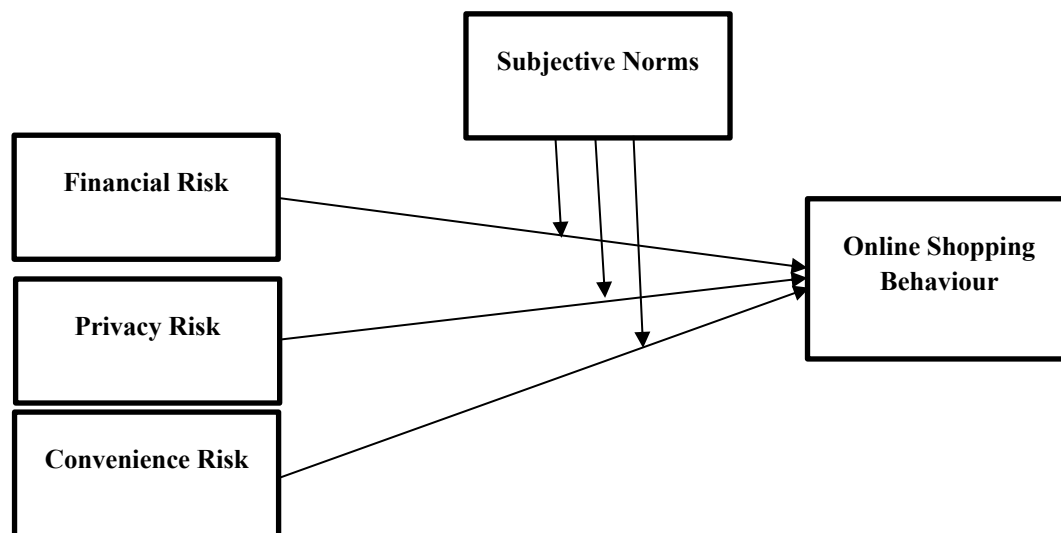 Subjective Norms
Financial Risk
Online Shopping
Behaviour
Privacy Risk
Convenience Risk